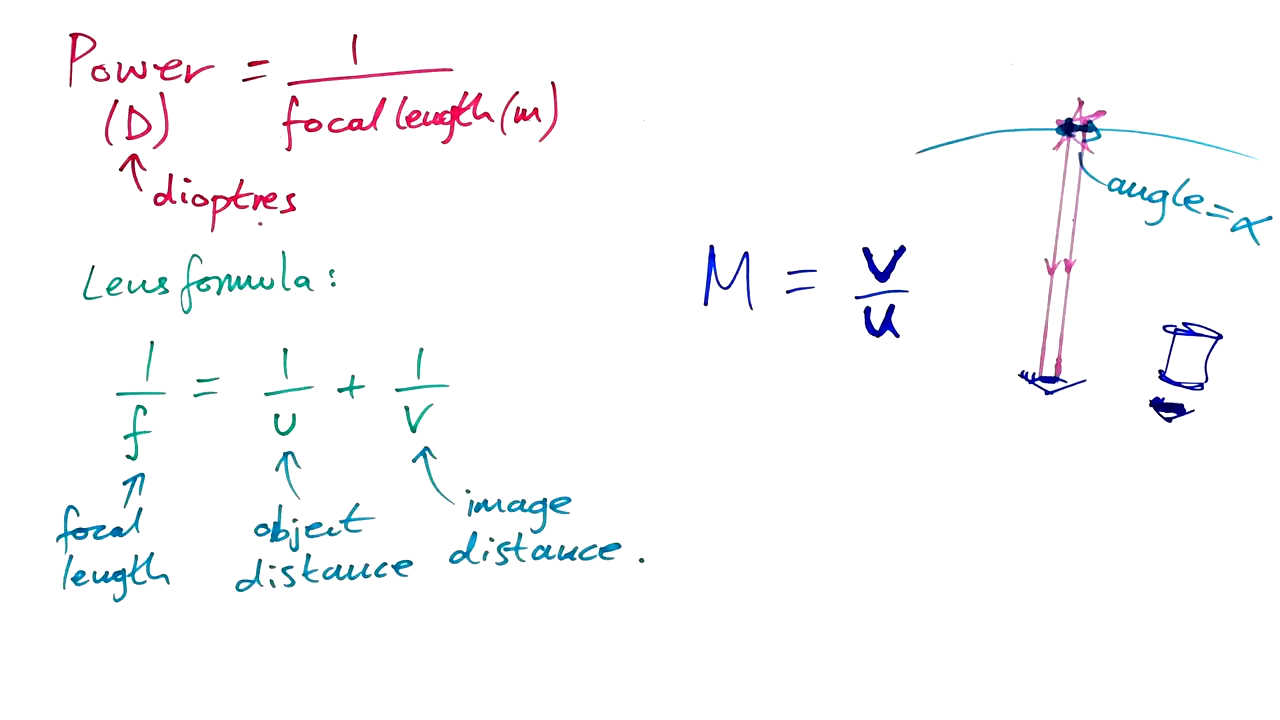 Power = 1 / focal length (m)
(D)
↑ dioptres
Lens formula:
1/f = 1/u + 1/v
focal length
object distance
image distance.
M = v/u
angle = α